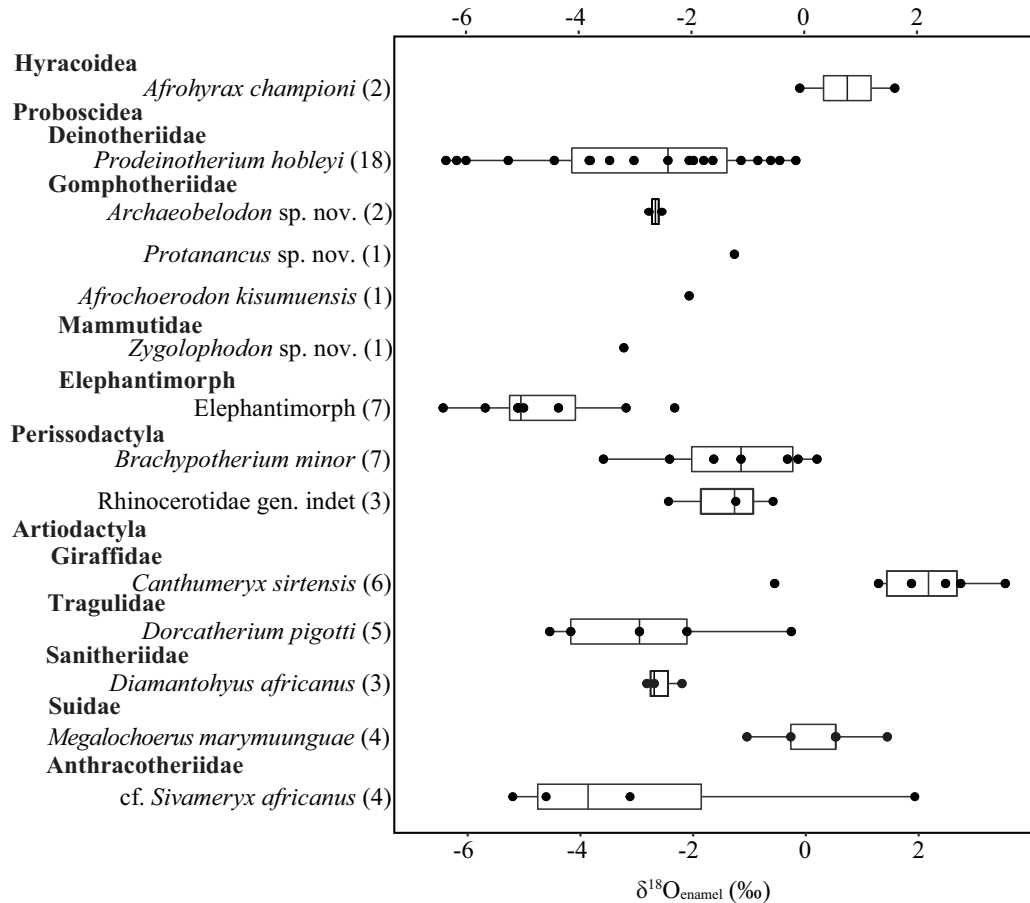 -6 -4 -2 0 2
Hyracoidea
Afrohyrax championi (2)
Proboscidea
Deinotheriidae
Prodeinotherium hobleyi (18)
Gomphotheriidae
Archaeobelodon sp. nov. (2)
Protanancus sp. nov. (1)
Afrochoerodon kisumuensis (1)
Mammutidae
Zygolophodon sp. nov. (1)
Elephantimorph
Elephantimorph (7)
Perissodactyla
Brachypotherium minor (7)
Rhinocerotidae gen. indet (3)
Artiodactyla
Giraffidae
Canthumeryx sirtensis (6)
Tragulidae
Dorcatherium pigotti (5)
Sanitheriidae
Diamantohyus africanus (3)
Suidae
Megalochoerus marymuunguae (4)
Anthracotheriidae
cf. Sivameryx africanus (4)
-6 -4 -2 0 2
δ¹⁸Oenamel (‰)